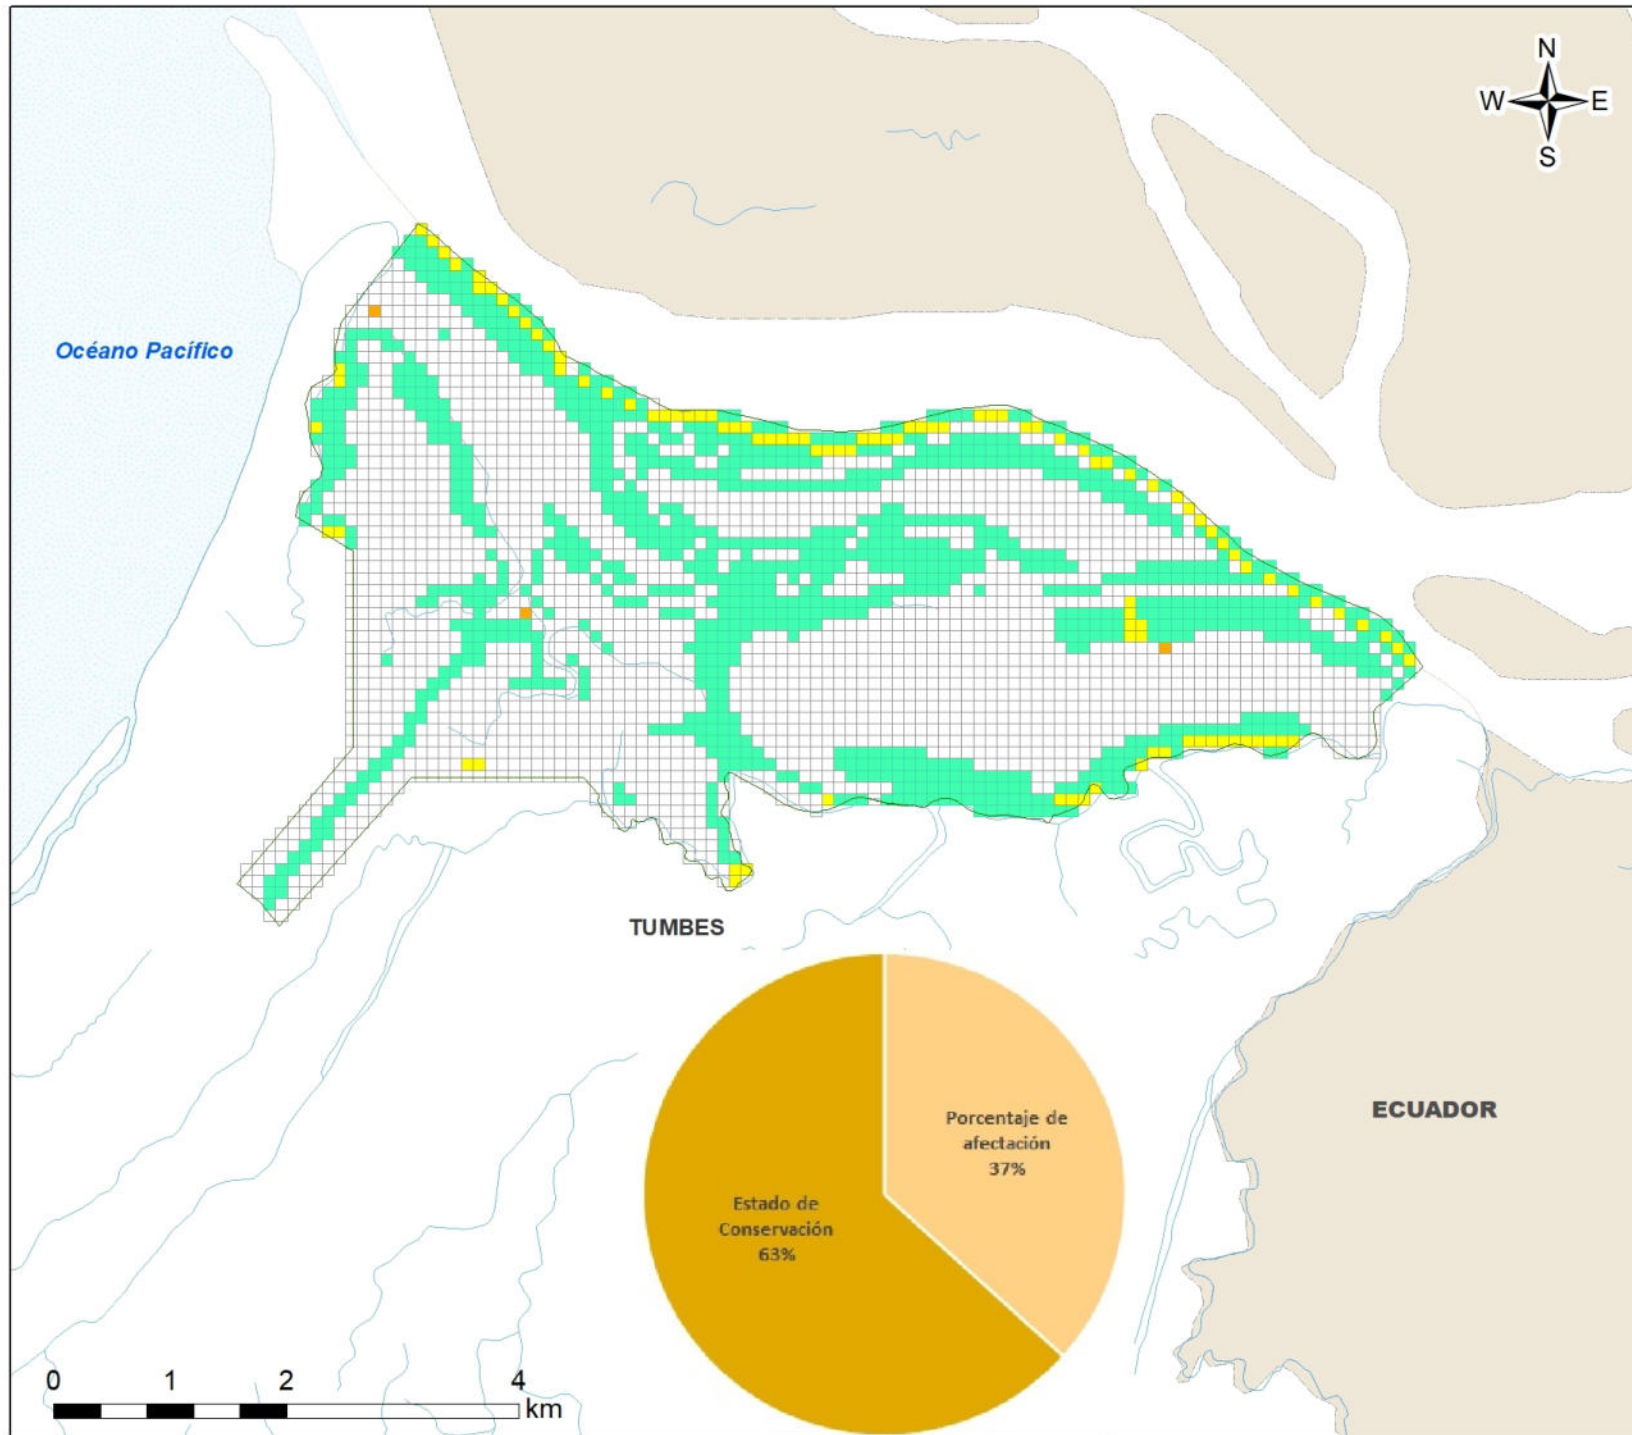 N
W E
S
Océano Pacífico
TUMBES
Porcentaje de
afectación
37%
ECUADOR
Estado de
Conservación
63%
0 1 2 4
km